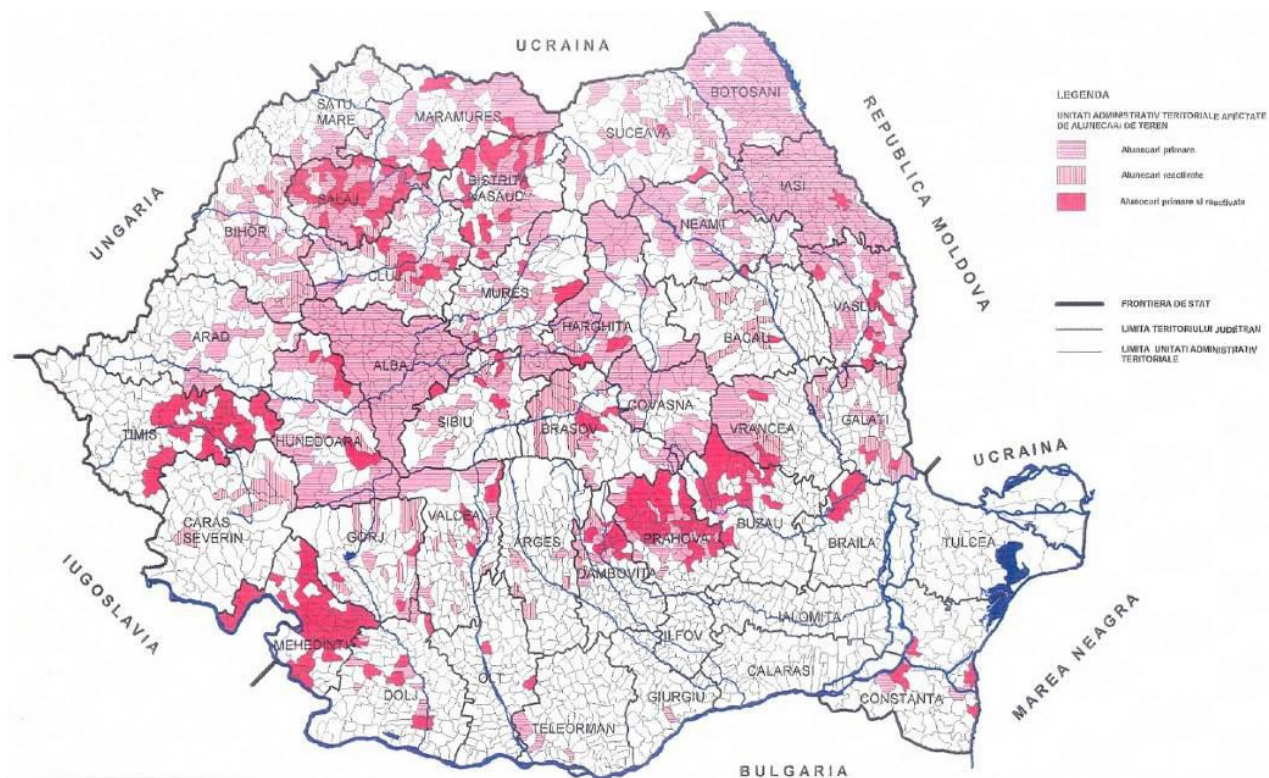 UCRAINA
SATU
MARE
MARAMURES
SUCEAVA
BOTOSANI
REPUBLICA MOLDOVA
UNGARIA
SALAJ
BISTRITA
NASAUD
IASI
BIHOR
CLUJ
NEAMT
MURES
HARGHITA
BACAU
VASLUI
ARAD
ALBAJ
TIMIS
HUNEDOARA
SIBIU
BRASOV
COVASNA
VRANCEA
GALATI
UCRAINA
CARAS
SEVERIN
GORJ
VALCEA
ARGES
DAMBOVITA
PRAHOVA
BUZAU
BRAILA
TULCEA
IUGOSLAVIA
MEHEDINTI
DOLJ
OLT
TELEORMAN
GIURGIU
ILFOV
IALOMITA
CALARASI
CONSTANTA
MAREA NEAGRA
BULGARIA
LEGENDA
UNITATI ADMINISTRATIV TERITORIALE AFECTATE
DE ALUNECARI DE TEREN
Alunecari primare
Alunecari reactivate
Alunecari primare si reactivate
FRONTIERA DE STAT
LIMITA TERITORIULUI JUDETEAN
LIMITA UNITATI ADMINISTRATIV
TERITORIALE